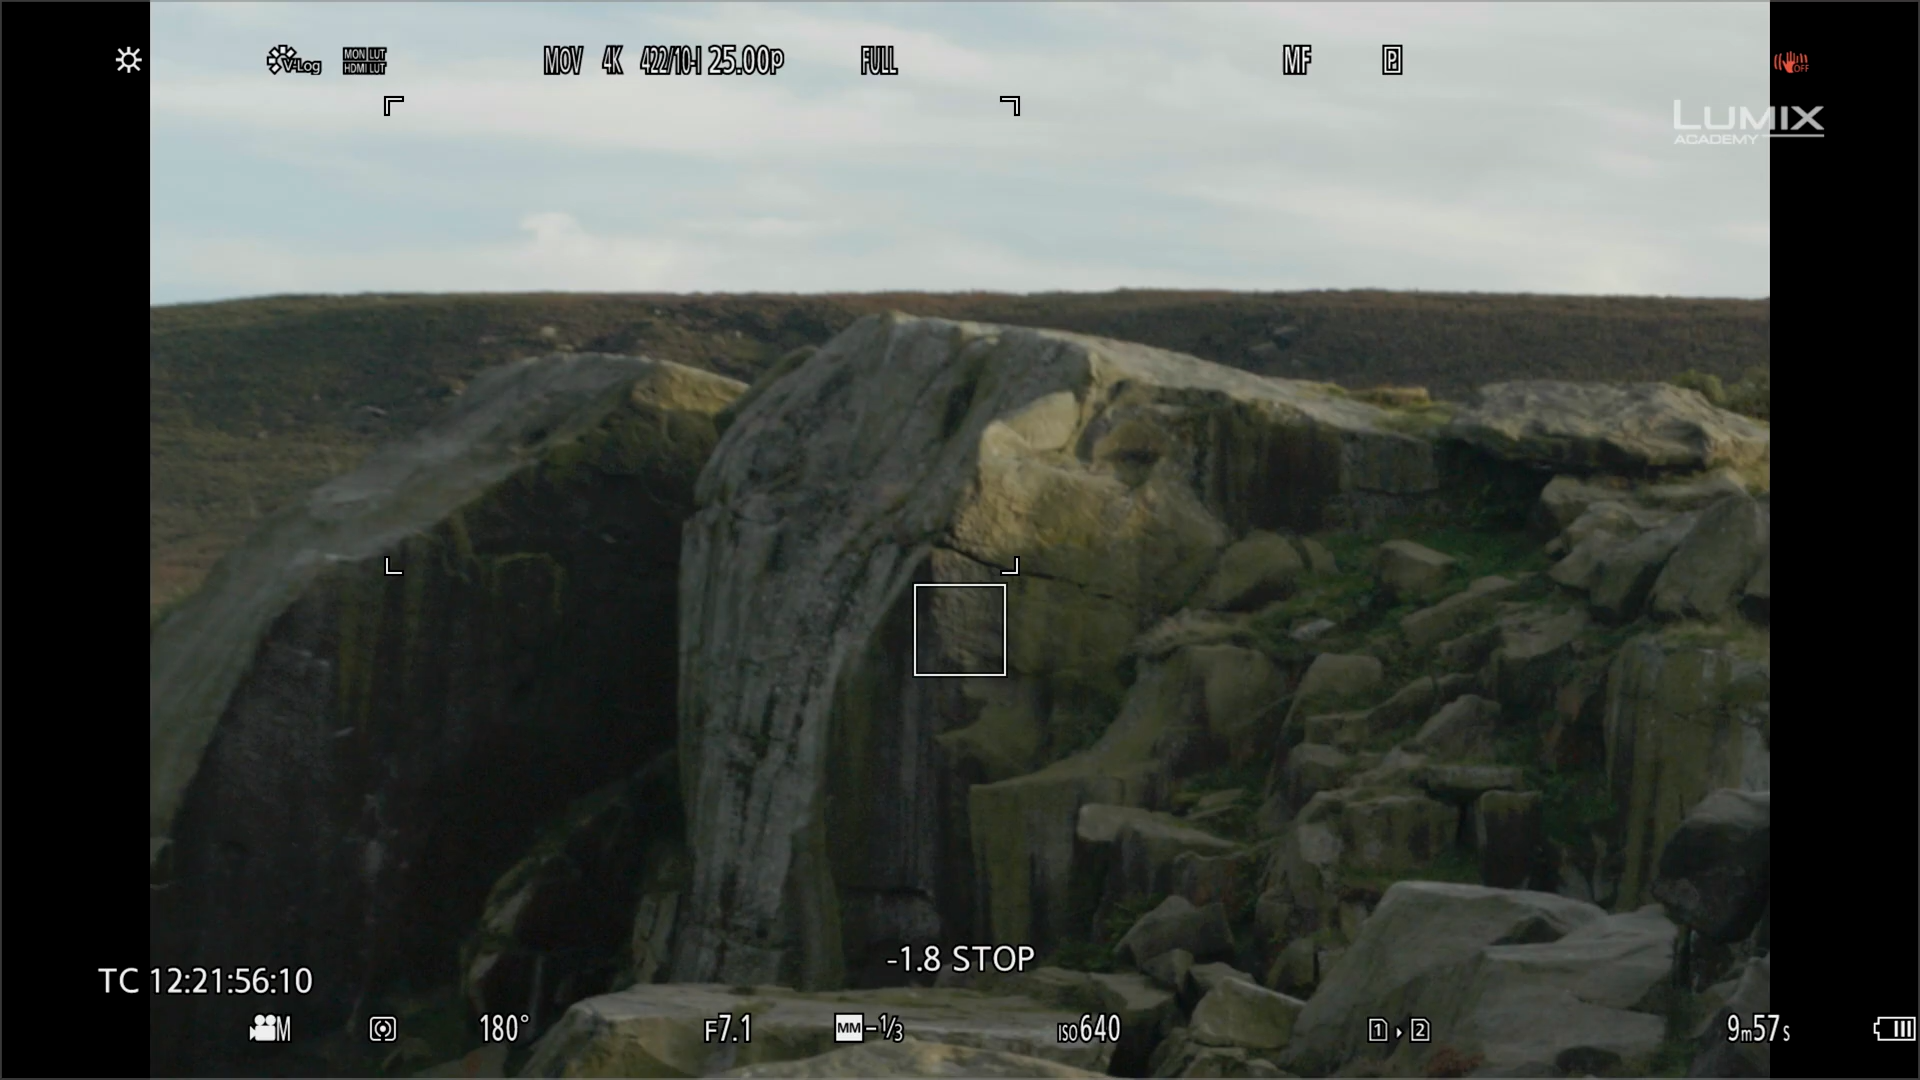 V-Log MON LUT HDMI LUT MOV 4K 422/10-I 25.00p FULL MF P OFF
LUMIX
ACADEMY
-1.8 STOP
TC 12:21:56:10
M 180° F7.1 MM -1/3 ISO640 1 2 9m57s